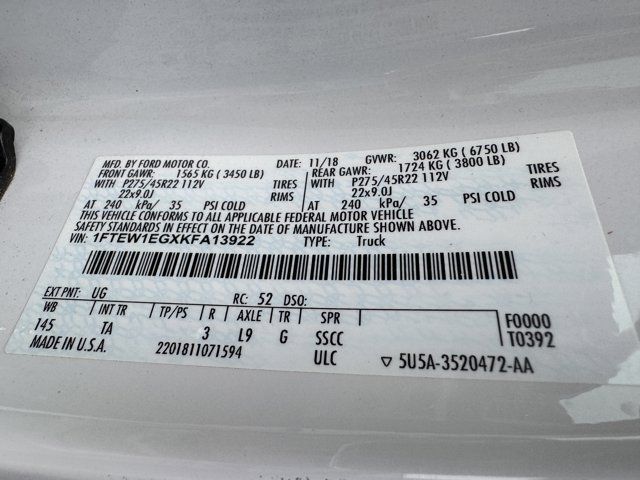 MFD. BY FORD MOTOR CO. DATE: 11/18 GVWR: 3062 KG ( 6750 LB)
FRONT GAWR: 1565 KG ( 3450 LB) REAR GAWR: 1724 KG ( 3800 LB)
WITH P275/45R22 112V TIRES WITH P275/45R22 112V TIRES
22x9.0J RIMS 22x9.0J RIMS
AT 240 kPa/ 35 PSI COLD AT 240 kPa/ 35 PSI COLD
THIS VEHICLE CONFORMS TO ALL APPLICABLE FEDERAL MOTOR VEHICLE
SAFETY STANDARDS IN EFFECT ON THE DATE OF MANUFACTURE SHOWN ABOVE.
VIN: 1FTEW1EGXKFA13922 TYPE: Truck
EXT PNT: UG RC: 52 DSO:
WB INT TR TP/PS R AXLE TR SPR F0000
145 TA 3 L9 G SSCC T0392
MADE IN U.S.A. 2201811071594 ULC ▽ 5U5A-3520472-AA